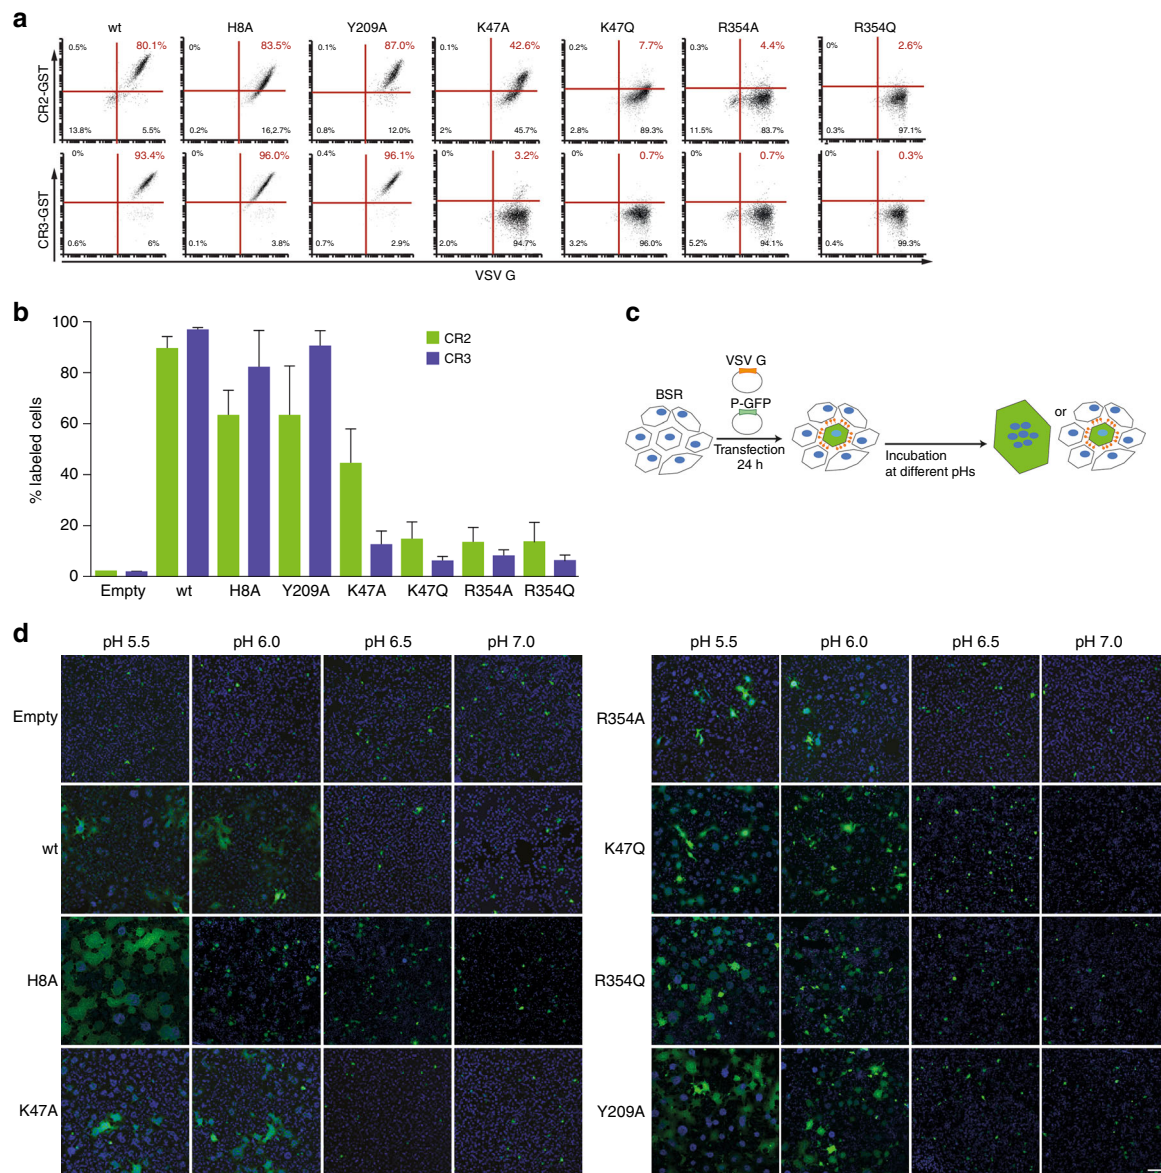 a
wt H8A Y209A K47A K47Q R354A R354Q
CR2-GST
0.5% 80.1% 0% 83.5% 0.1% 87.0% 0.1% 42.6% 0.2% 7.7% 0.3% 4.4% 0% 2.6%
13.8% 5.5% 0.2% 16,2.7% 0.8% 12.0% 2% 45.7% 2.8% 89.3% 11.5% 83.7% 0.3% 97.1%
CR3-GST
0% 93.4% 0% 96.0% 0.4% 96.1% 0% 3.2% 0% 0.7% 0% 0.7% 0% 0.3%
0.6% 6% 0.1% 3.8% 0.7% 2.9% 2.0% 94.7% 3.2% 96.0% 5.2% 94.1% 0.4% 99.3%
VSV G
b
% labeled cells
100
80
60
40
20
0
CR2
CR3
Empty wt H8A Y209A K47A K47Q R354A R354Q
c
BSR
VSV G
P-GFP
Transfection
24 h
Incubation
at different pHs
or
d
pH 5.5 pH 6.0 pH 6.5 pH 7.0
Empty
wt
H8A
K47A
pH 5.5 pH 6.0 pH 6.5 pH 7.0
R354A
K47Q
R354Q
Y209A